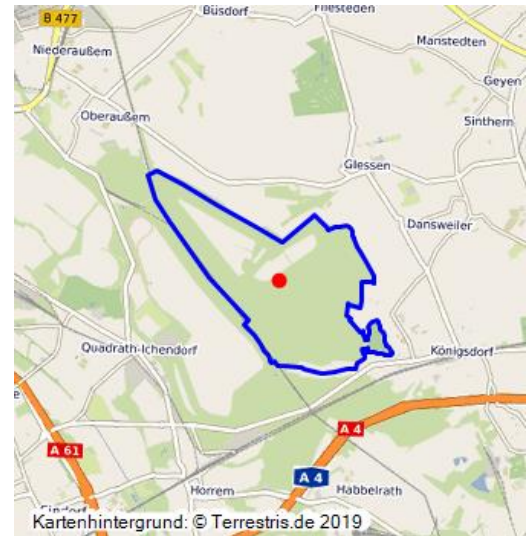 Büsdorf
Fliesteden
B 477
Manstedten
Niederaußem
Geyen
Oberaußem
Sinthern
Glessen
Dansweiler
Quadrath-Ichendorf
Königsdorf
A 4
A 61
A 4
Horrem
Habbelrath
Sindorf
Kartenhintergrund: © Terrestris.de 2019